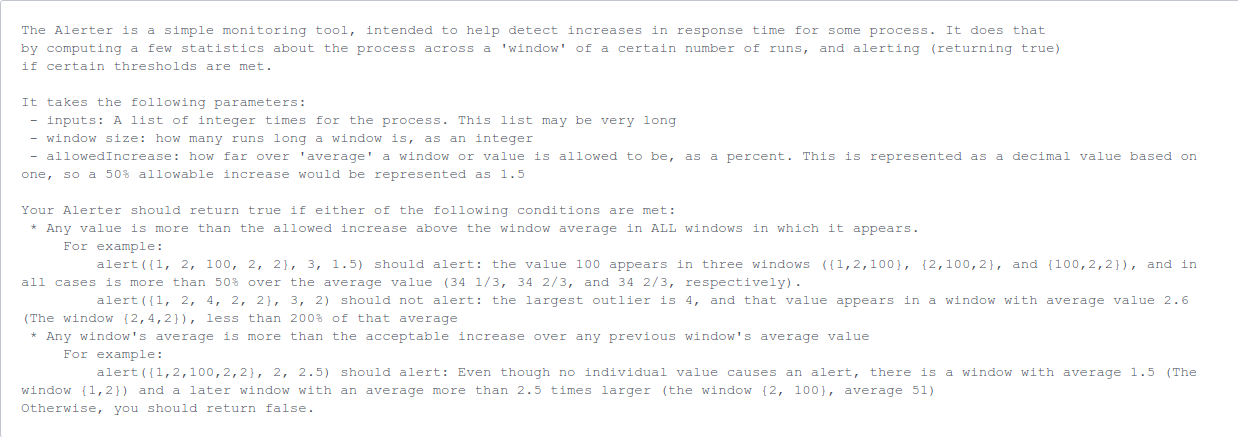 The Alerter is a simple monitoring tool, intended to help detect increases in response time for some process. It does that
by computing a few statistics about the process across a 'window' of a certain number of runs, and alerting (returning true)
if certain thresholds are met.
It takes the following parameters:
- inputs: A list of integer times for the process. This list may be very long
- window size: how many runs long a window is, as an integer
- allowedIncrease: how far over 'average' a window or value is allowed to be, as a percent. This is represented as a decimal value based on
one, so a 50% allowable increase would be represented as 1.5
Your Alerter should return true if either of the following conditions are met:
* Any value is more than the allowed increase above the window average in ALL windows in which it appears.
For example:
alert({1, 2, 100, 2, 2}, 3, 1.5) should alert: the value 100 appears in three windows ({1,2,100}, {2,100,2}, and {100,2,2}), and in
all cases is more than 50% over the average value (34 1/3, 34 2/3, and 34 2/3, respectively).
alert({1, 2, 4, 2, 2}, 3, 2) should not alert: the largest outlier is 4, and that value appears in a window with average value 2.6
(The window {2,4,2}), less than 200% of that average
* Any window's average is more than the acceptable increase over any previous window's average value
For example:
alert({1,2,100,2,2}, 2, 2.5) should alert: Even though no individual value causes an alert, there is a window with average 1.5 (The
window {1,2}) and a later window with an average more than 2.5 times larger (the window {2, 100}, average 51)
Otherwise, you should return false.